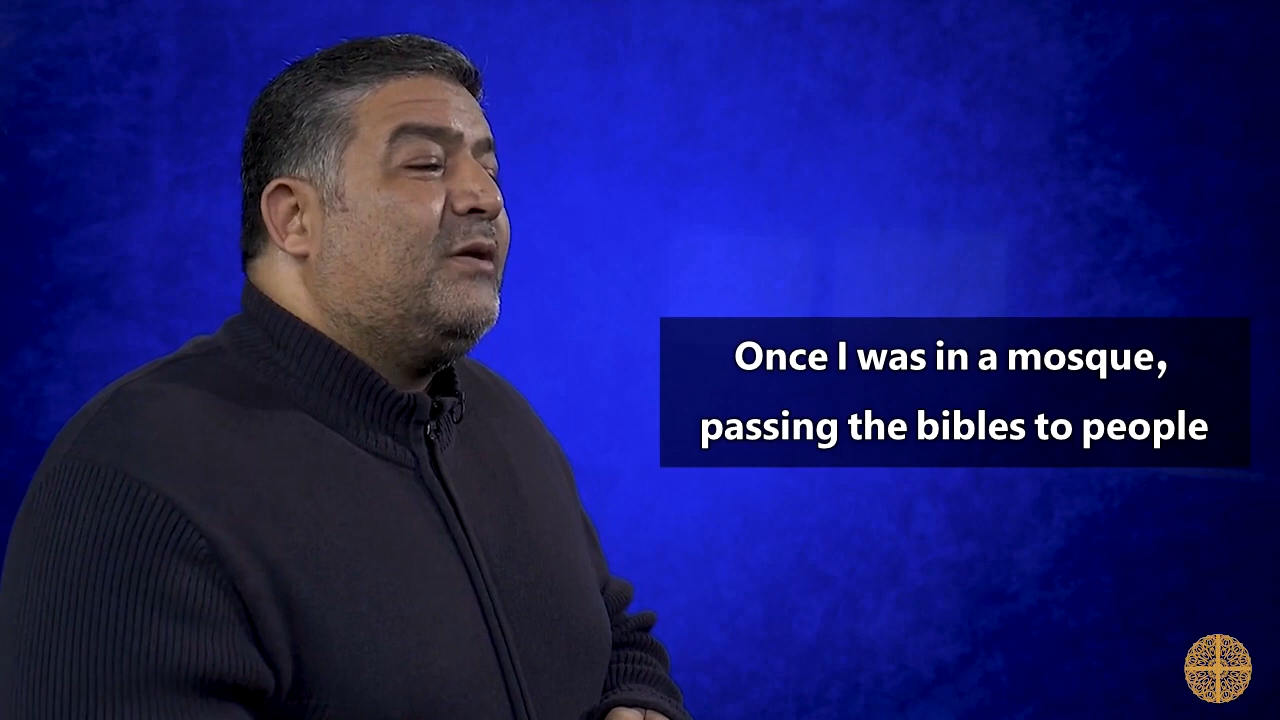 Once I was in a mosque,
passing the bibles to people